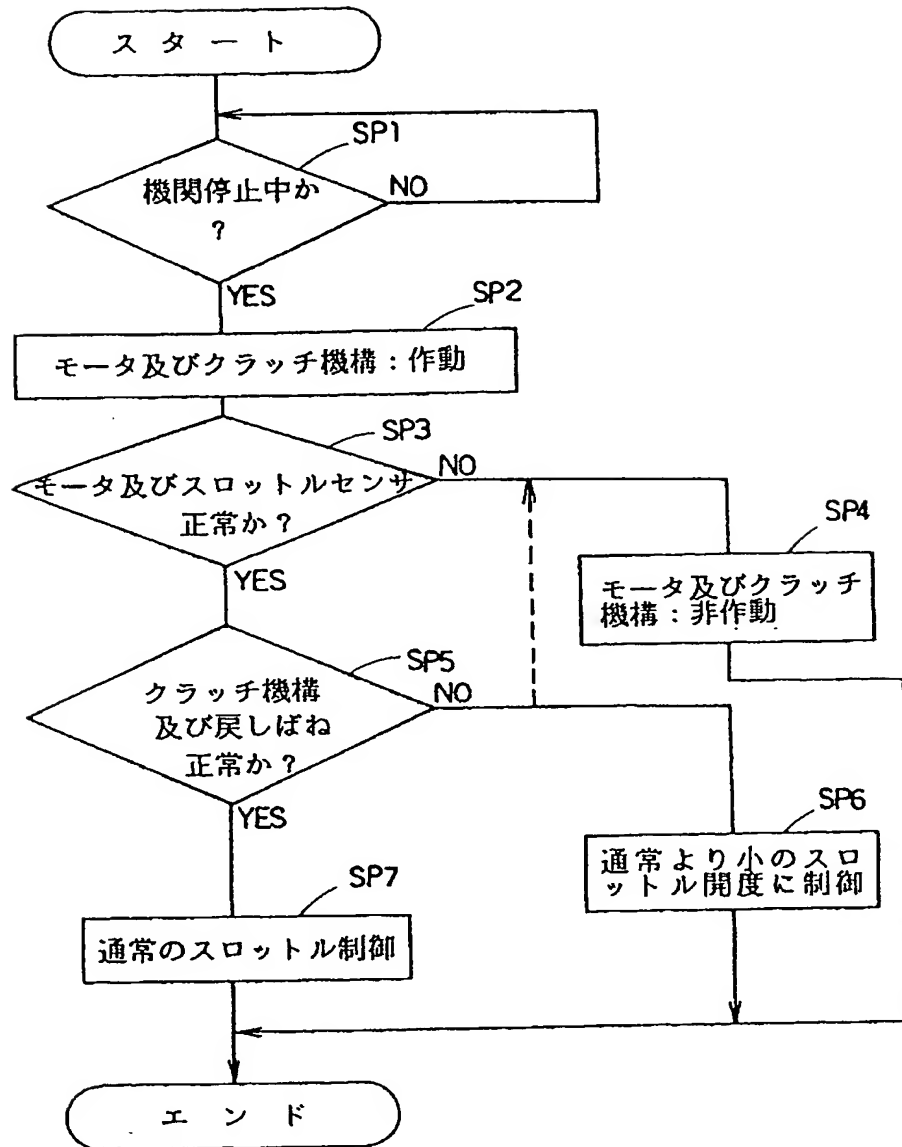 スタート
SP1
機関停止中か
?
NO
YES
SP2
モータ及びクラッチ機構:作動
SP3
モータ及びスロットルセンサ
正常か?
NO
YES
SP4
モータ及びクラッチ
機構:非作動
SP5
クラッチ機構
及び戻しばね
正常か?
NO
YES
SP6
通常より小のスロ
ットル開度に制御
SP7
通常のスロットル制御
エンド